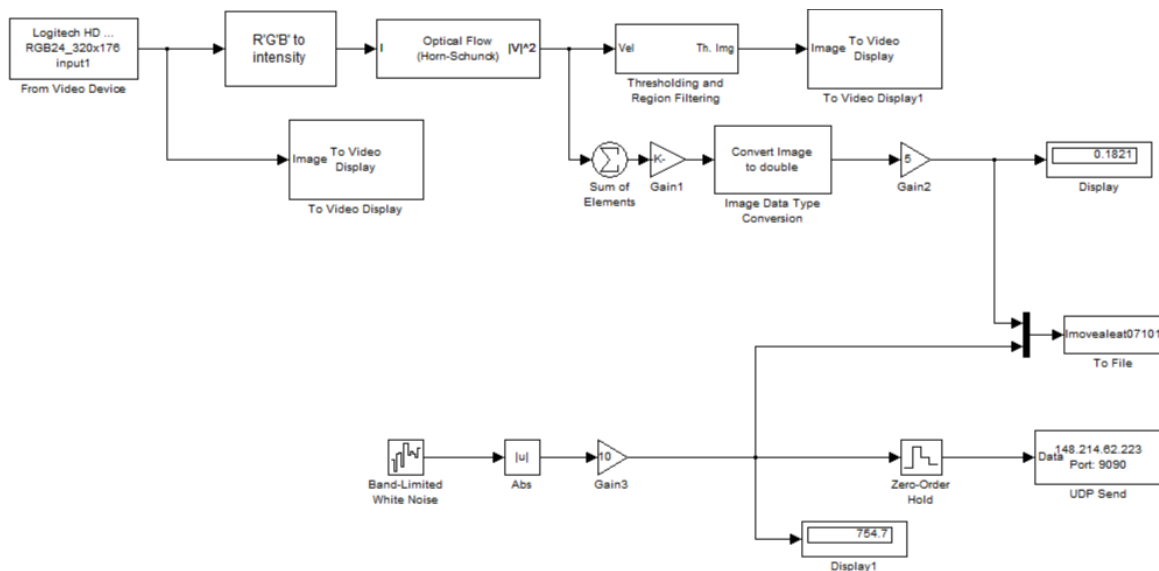 Logitech HD ...
RGB24_320x176
input1
From Video Device
R'G'B' to
intensity
I
Optical Flow
(Horn-Schunck)
|V|^2
Vel
Th. Img
Thresholding and
Region Filtering
Image
To Video
Display
To Video Display1
Image
To Video
Display
To Video Display
Sum of
Elements
-K-
Gain1
Convert Image
to double
Image Data Type
Conversion
5
Gain2
0.1821
Display
Imovealeat07101
To File
Band-Limited
White Noise
|u|
Abs
10
Gain3
Zero-Order
Hold
Data
148.214.62.223
Port: 9090
UDP Send
754.7
Display1